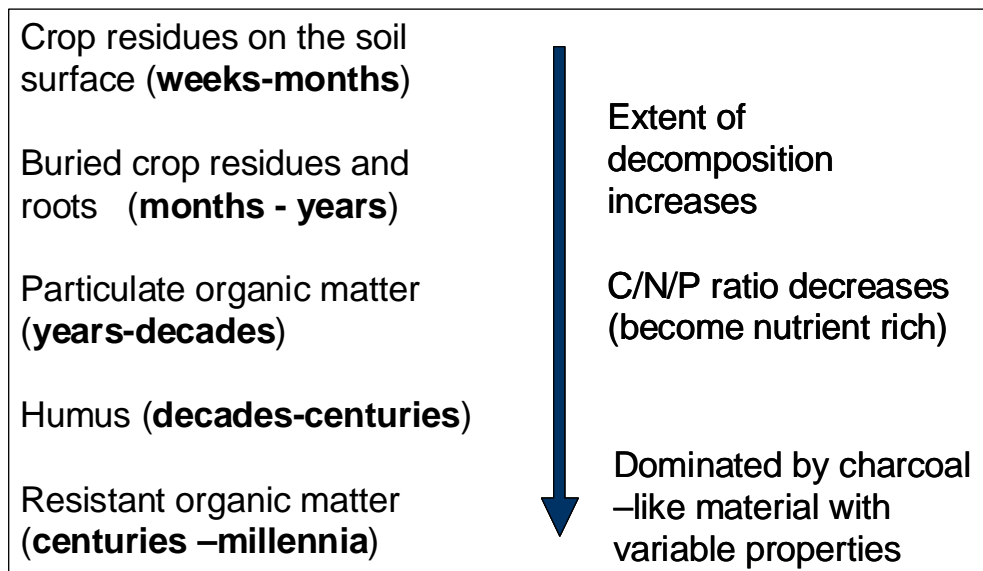 Crop residues on the soil
surface (weeks-months)
Buried crop residues and
roots (months - years)
Particulate organic matter
(years-decades)
Humus (decades-centuries)
Resistant organic matter
(centuries –millennia)
Extent of
decomposition
increases
C/N/P ratio decreases
(become nutrient rich)
Dominated by charcoal
–like material with
variable properties